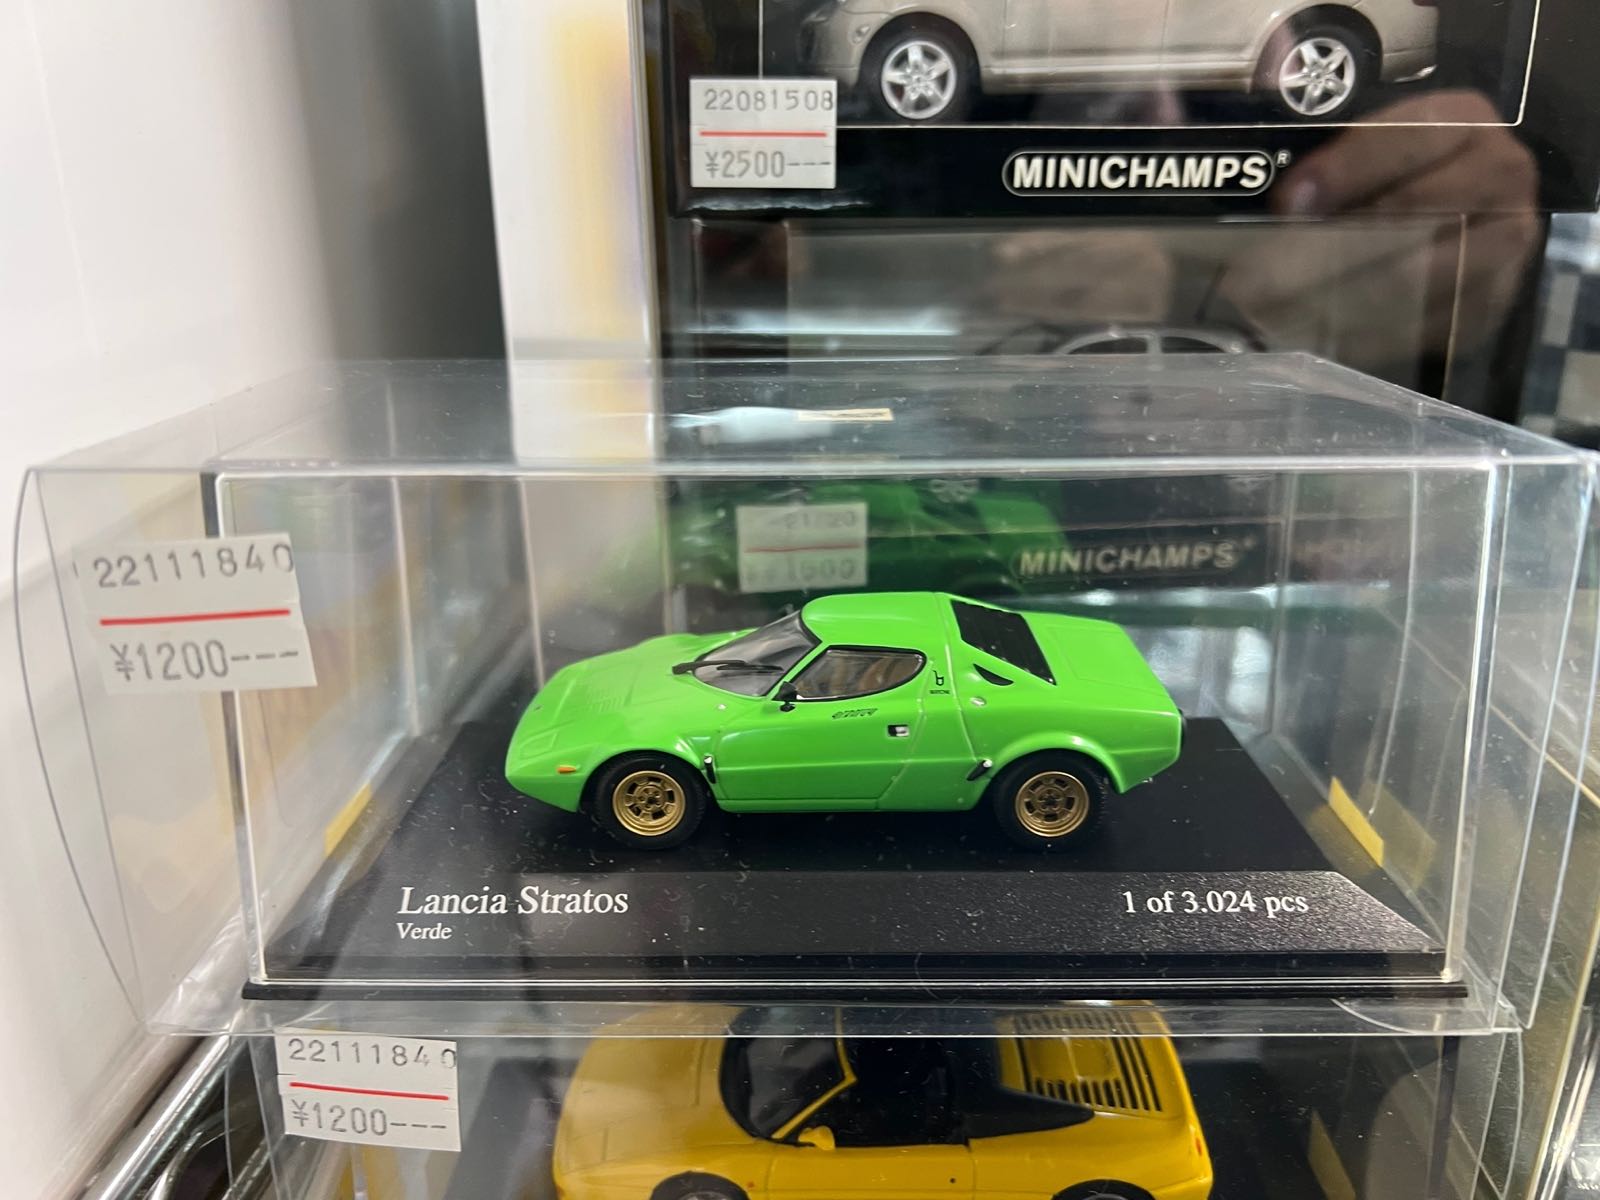 22081508
¥2500---
MINICHAMPS®
MINICHAMPS
22111840
¥1200---
Lancia Stratos
Verde
1 of 3.024 pcs
22111840
¥1200---